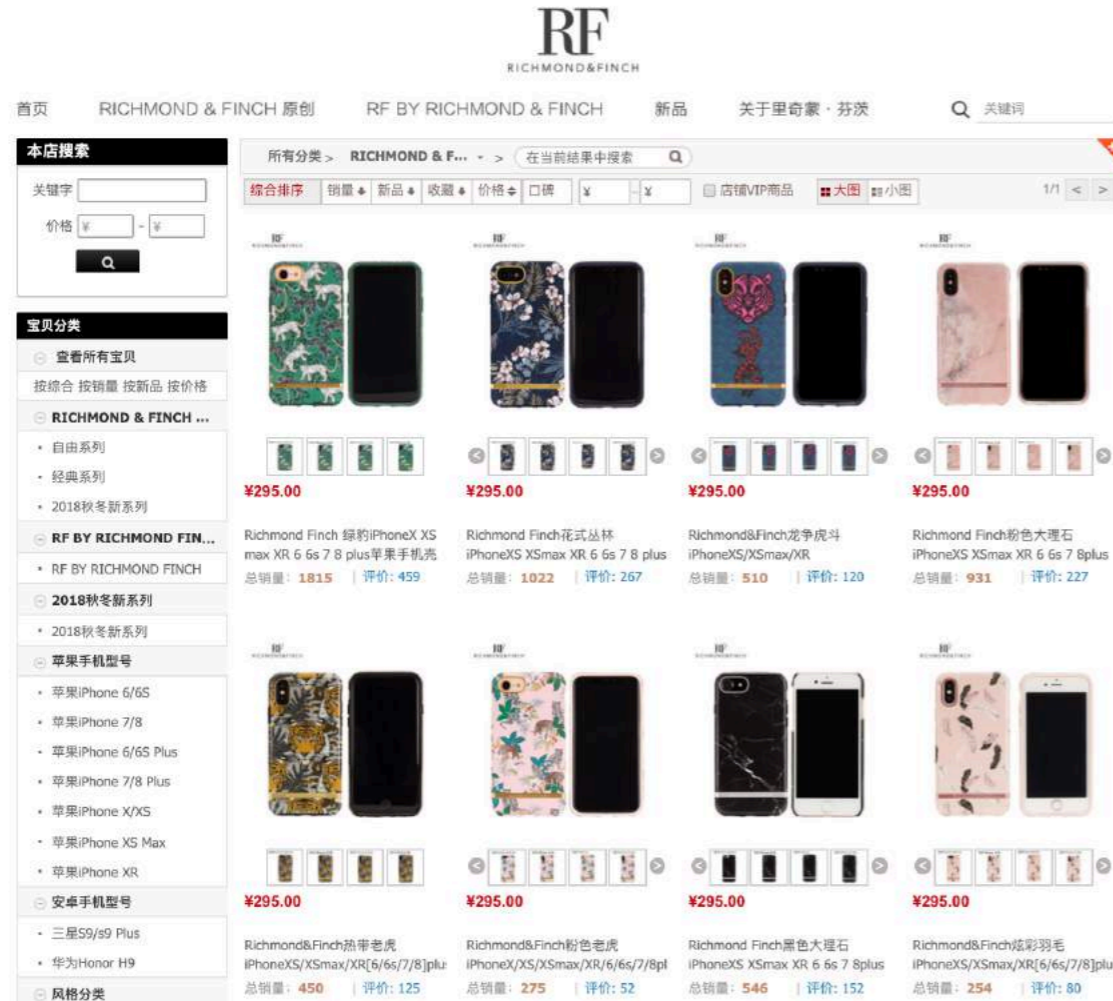 RF
RICHMOND&FINCH
首页 RICHMOND & FINCH 原创 RF BY RICHMOND & FINCH 新品 关于里奇蒙·芬茨 关键词
本店搜索
关键字
价格 ¥ - ¥
宝贝分类
查看所有宝贝
按综合 按销量 按新品 按价格
RICHMOND & FINCH ...
自由系列
经典系列
2018秋冬新系列
RF BY RICHMOND FIN...
RF BY RICHMOND FINCH
2018秋冬新系列
2018秋冬新系列
苹果手机型号
苹果iPhone 6/6S
苹果iPhone 7/8
苹果iPhone 6/6S Plus
苹果iPhone 7/8 Plus
苹果iPhone X/XS
苹果iPhone XS Max
苹果iPhone XR
安卓手机型号
三星S9/s9 Plus
华为Honor H9
风格分类
所有分类 > RICHMOND & F... > 在当前结果中搜索
综合排序 销量 新品 收藏 价格 口碑 ¥ - ¥ 店铺VIP商品 大图 小图 1/1 < >
RF RF RF RF
¥295.00 ¥295.00 ¥295.00 ¥295.00
Richmond Finch 绿豹iPhoneX XS
max XR 6 6s 7 8 plus苹果手机壳
总销量: 1815 | 评价: 459
Richmond Finch花式丛林
iPhoneXS XSmax XR 6 6s 7 8 plus
总销量: 1022 | 评价: 267
Richmond&Finch龙争虎斗
iPhoneXS/XSmax/XR
总销量: 510 | 评价: 120
Richmond Finch粉色大理石
iPhoneXS XSmax XR 6 6s 7 8plus
总销量: 931 | 评价: 227
RF RF RF RF
¥295.00 ¥295.00 ¥295.00 ¥295.00
Richmond&Finch热带老虎
iPhoneXS/XSmax/XR[6/6s/7/8]plu
总销量: 450 | 评价: 125
Richmond&Finch粉色老虎
iPhoneX/XS/XSmax/XR/6/6s/7/8pl
总销量: 275 | 评价: 52
Richmond Finch黑色大理石
iPhoneXS XSmax XR 6 6s 7 8plus
总销量: 546 | 评价: 152
Richmond&Finch炫彩羽毛
iPhoneXS/XSmax/XR[6/6s/7/8]plu
总销量: 254 | 评价: 80